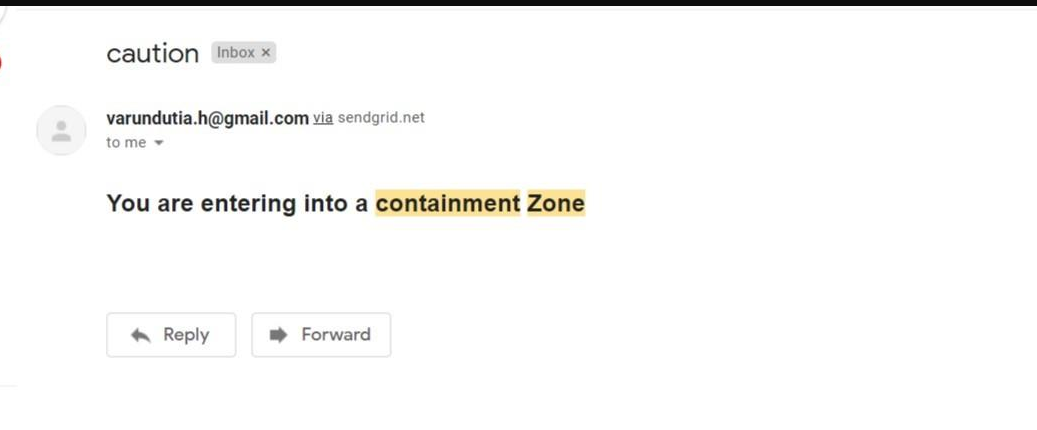 caution Inbox ×
varundutia.h@gmail.com via sendgrid.net
to me
You are entering into a containment Zone
Reply Forward